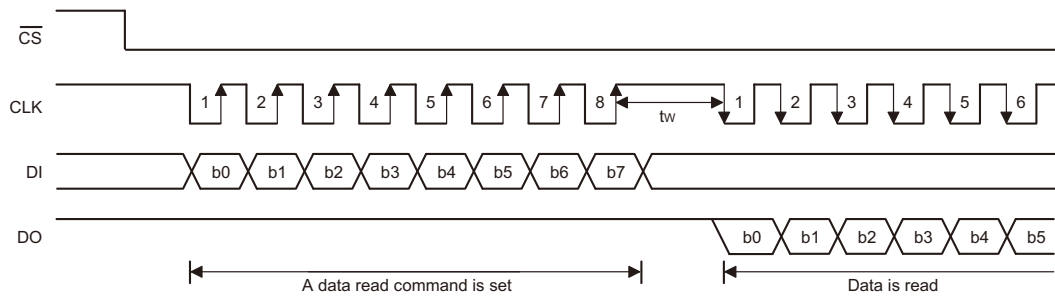 CS
CLK 1 2 3 4 5 6 7 8 tw 1 2 3 4 5 6
DI b0 b1 b2 b3 b4 b5 b6 b7
DO b0 b1 b2 b3 b4 b5
A data read command is set Data is read